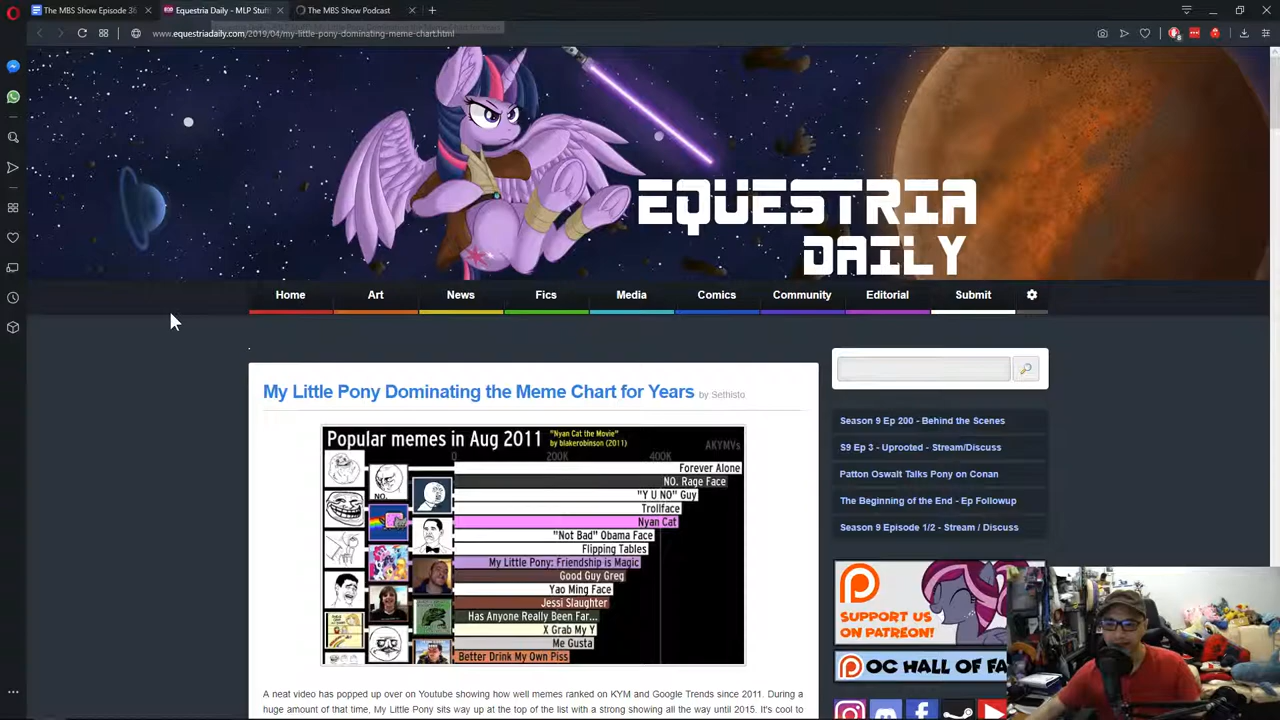 The MBS Show Episode 36
Equestria Daily - MLP Stuf
The MBS Show Podcast
www.equestriadaily.com/2019/04/my-little-pony-dominating-meme-chart.html
EQUESTRIA
DAILY
Home Art News Fics Media Comics Community Editorial Submit
My Little Pony Dominating the Meme Chart for Years by Sethisto
Popular memes in Aug 2011
"Nyan Cat the Movie"
by blakerobinson (2011)
AKYMVs
0 200K 400K
Forever Alone
NO. Rage Face
"Y U NO" Guy
Trollface
Nyan Cat
"Not Bad" Obama Face
Flipping Tables
My Little Pony: Friendship is Magic
Good Guy Greg
Yao Ming Face
Jessi Slaughter
Has Anyone Really Been Far...
X Grab My Y
Me Gusta
Better Drink My Own Piss
NO.
A neat video has popped up over on Youtube showing how well memes ranked on KYM and Google Trends since 2011. During a
huge amount of that time, My Little Pony sits way up at the top of the list with a strong showing all the way until 2015. It's cool to
Season 9 Ep 200 - Behind the Scenes
S9 Ep 3 - Uprooted - Stream/Discuss
Patton Oswalt Talks Pony on Conan
The Beginning of the End - Ep Followup
Season 9 Episode 1/2 - Stream / Discuss
SUPPORT US
ON PATREON!
OC HALL OF FA